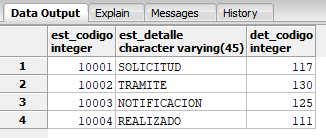 Data Output Explain Messages History
est_codigo est_detalle det_codigo
integer character varying(45) integer
1 10001 SOLICITUD 117
2 10002 TRAMITE 130
3 10003 NOTIFICACION 125
4 10004 REALIZADO 111